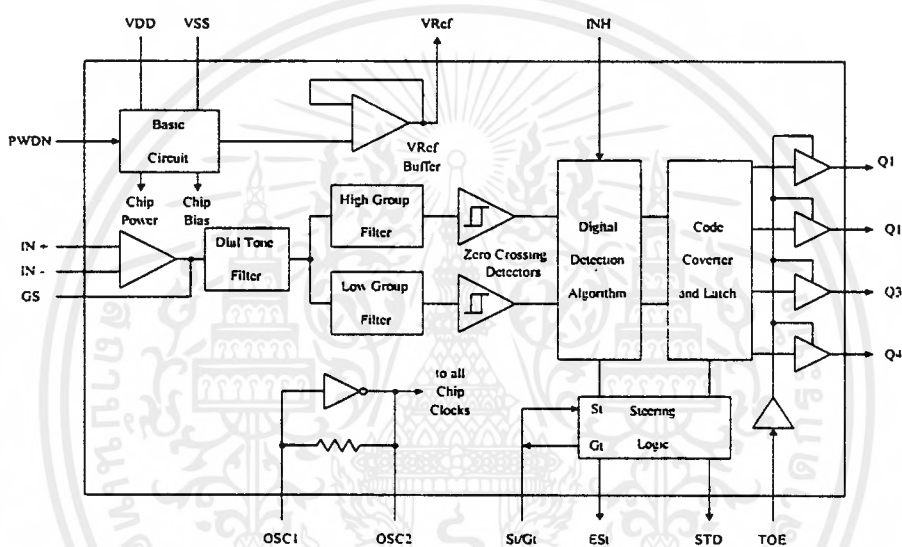 VDD VSS VRef INH
PWDN
Basic
Circuit
VRef
Buffer
Q1
Chip
Power
Chip
Bias
IN +
IN -
GS
Dial Tone
Filter
High Group
Filter
Low Group
Filter
Zero Crossing
Detectors
Digital
Detection
Algorithm
Code
Coverter
and Latch
Q1
Q3
Q4
to all
Chip
Clocks
St Steering
Gt Logic
OSC1 OSC2 St/Gt ESt STD TOE